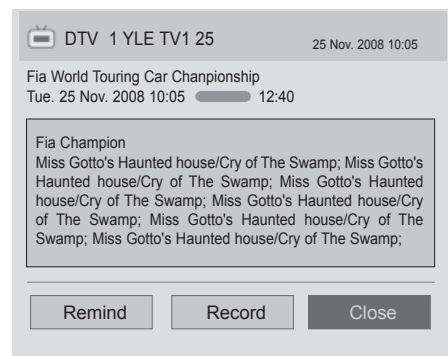 DTV 1 YLE TV1 25 25 Nov. 2008 10:05
Fia World Touring Car Chanpionship
Tue. 25 Nov. 2008 10:05 12:40
Fia Champion
Miss Gotto's Haunted house/Cry of The Swamp; Miss Gotto's
Haunted house/Cry of The Swamp; Miss Gotto's Haunted
house/Cry of The Swamp; Miss Gotto's Haunted house/Cry
of The Swamp; Miss Gotto's Haunted house/Cry of The
Swamp; Miss Gotto's Haunted house/Cry of The Swamp;
Remind Record Close